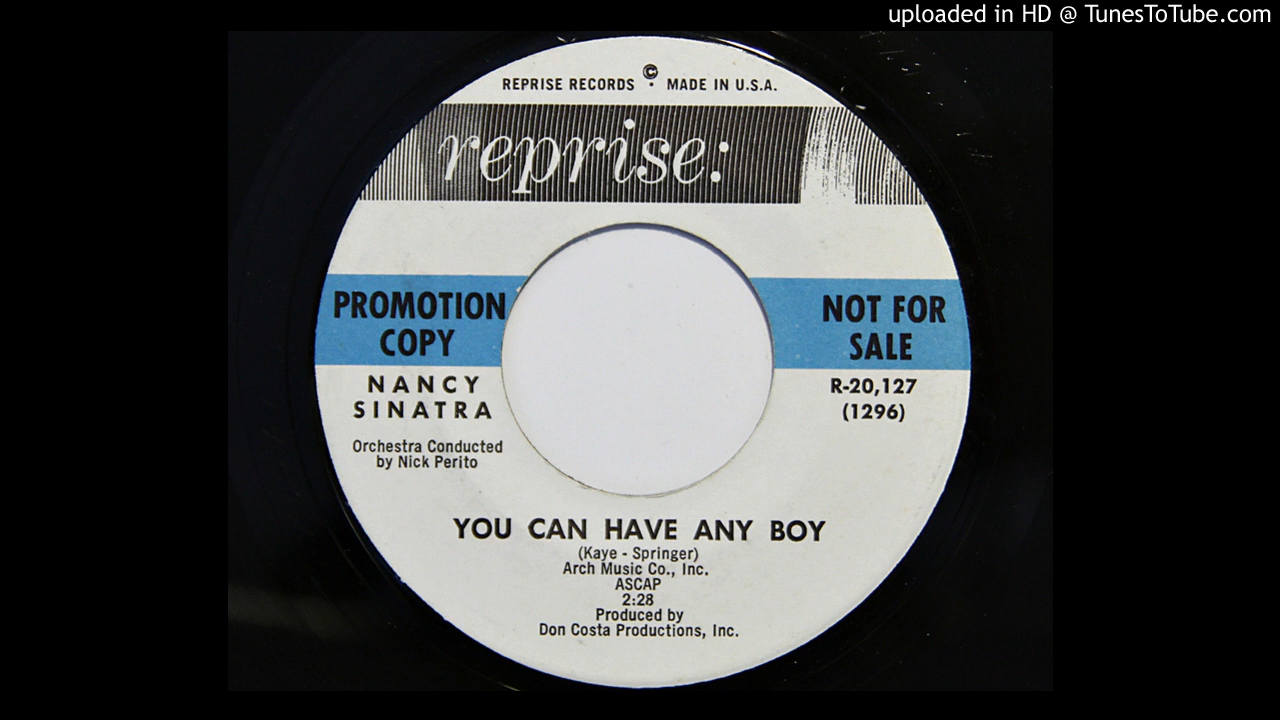 uploaded in HD @ TunesToTube.com
REPRISE RECORDS © • MADE IN U.S.A.
reprise:
PROMOTION
COPY
NOT FOR
SALE
NANCY
SINATRA
R-20,127
(1296)
Orchestra Conducted
by Nick Perito
YOU CAN HAVE ANY BOY
(Kaye - Springer)
Arch Music Co., Inc.
ASCAP
2:28
Produced by
Don Costa Productions, Inc.